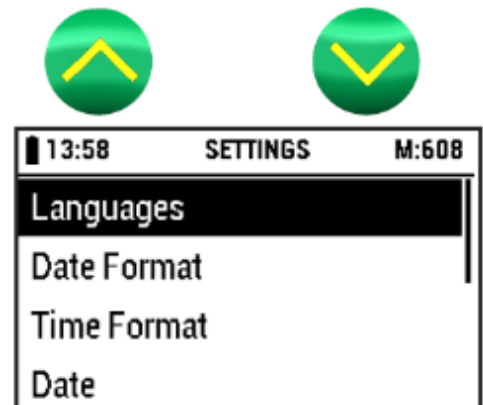 13:58 SETTINGS M:608
Languages
Date Format
Time Format
Date